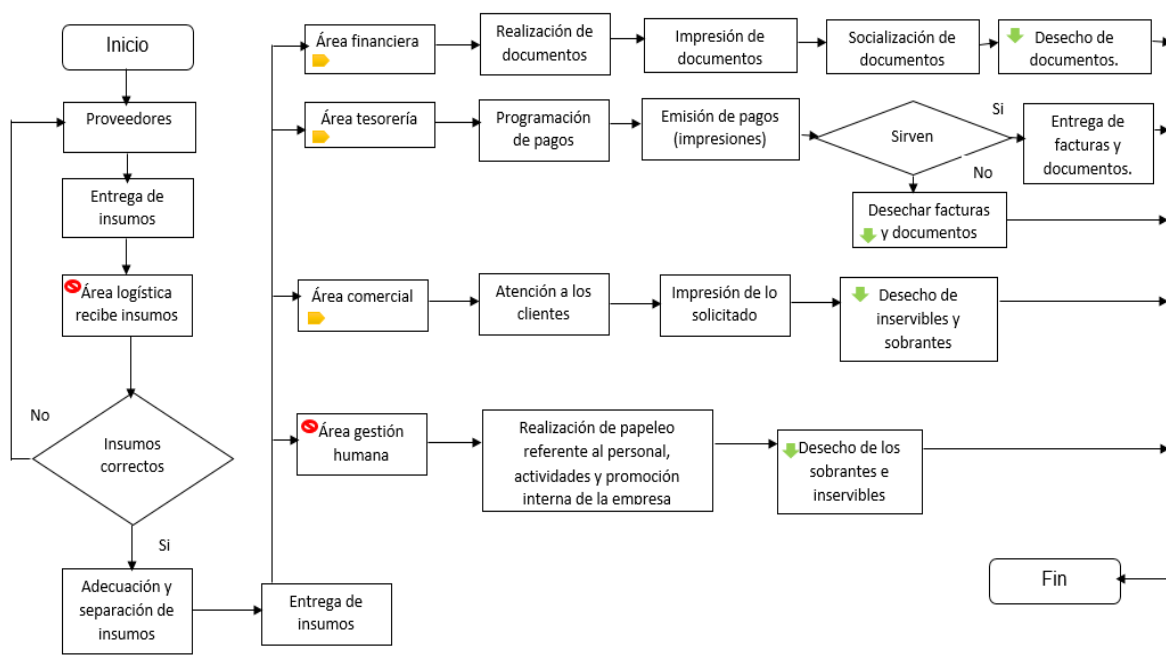 Inicio
Proveedores
Entrega de
insumos
Área logística
recibe insumos
No
Insumos
correctos
Si
Adecuación y
separación de
insumos
Entrega de
insumos
Área financiera
Realización de
documentos
Impresión de
documentos
Socialización de
documentos
Desecho de
documentos.
Área tesorería
Programación
de pagos
Emisión de pagos
(impresiones)
Sirven
Si
No
Entrega de
facturas y
documentos.
Desechar facturas
y documentos
Área comercial
Atención a los
clientes
Impresión de lo
solicitado
Desecho de
inservibles y
sobrantes
Área gestión
humana
Realización de papeleo
referente al personal,
actividades y promoción
interna de la empresa
Desecho de los
sobrantes e
inservibles
Fin